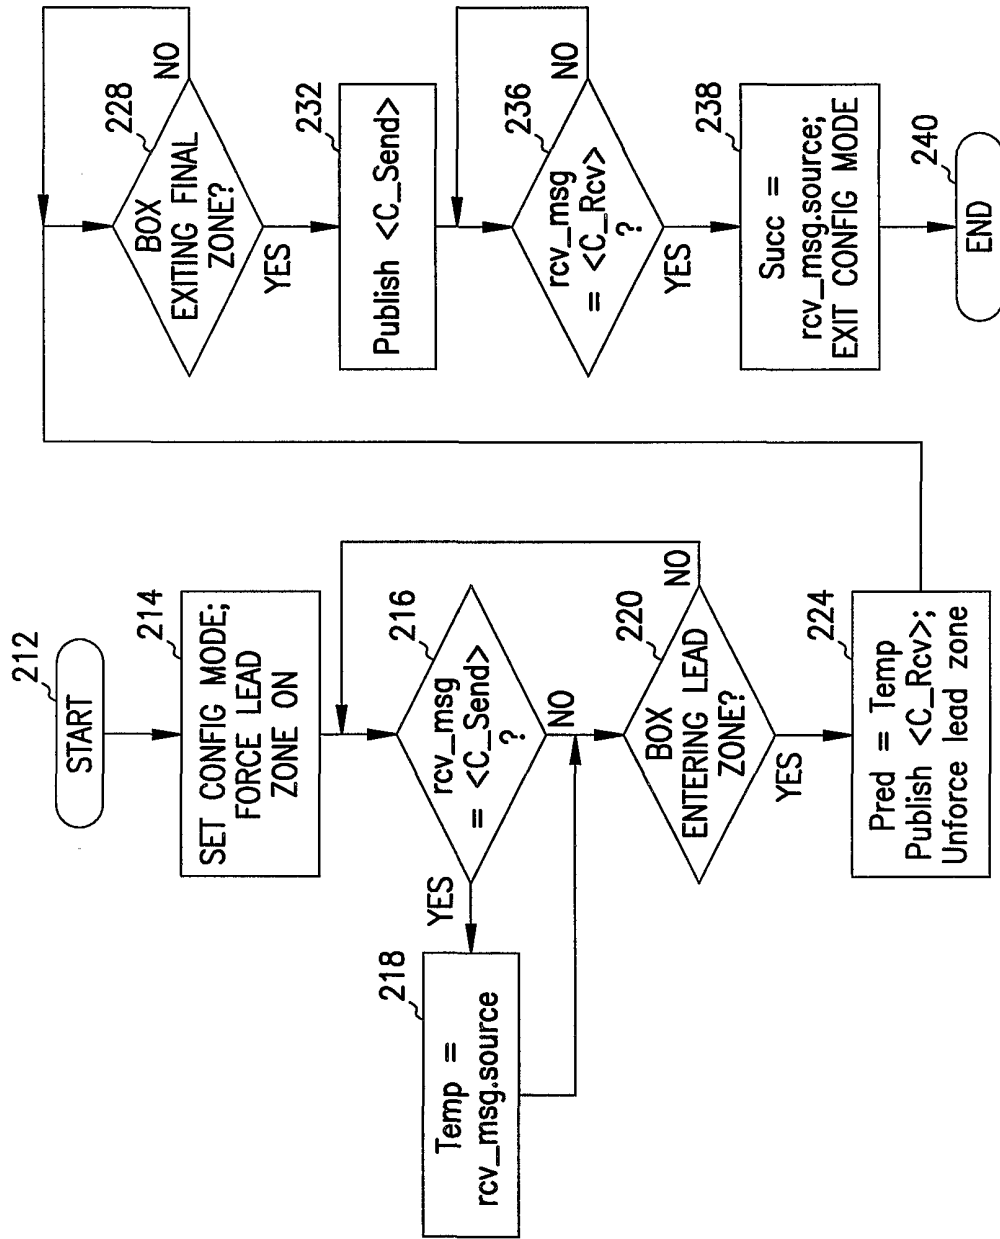 212
START
214
SET CONFIG MODE;
FORCE LEAD
ZONE ON
216
rcv_msg
= <C_Send>
?
YES
NO
218
Temp =
rcv_msg.source
220
BOX
ENTERING LEAD
ZONE?
NO
YES
224
Pred = Temp
Publish <C_Rcv>;
Unforce lead zone
228
BOX
EXITING FINAL
ZONE?
NO
YES
232
Publish <C_Send>
236
rcv_msg
= <C_Rcv>
?
NO
YES
238
Succ =
rcv_msg.source;
EXIT CONFIG MODE
240
END